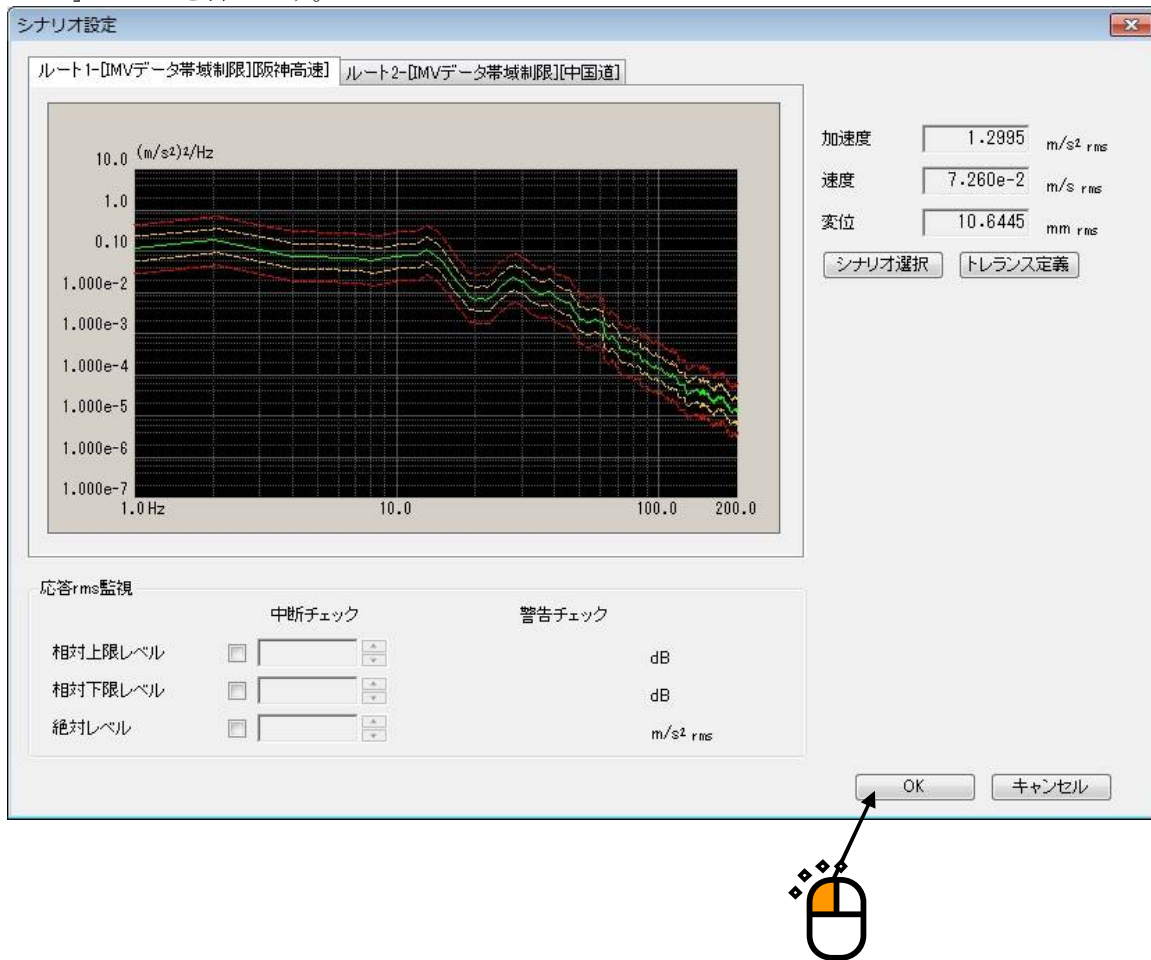 シナリオ設定
ルート1-[IMVデータ帯域制限][阪神高速] ルート2-[IMVデータ帯域制限][中国道]
10.0 (m/s²)²/Hz
1.0
0.10
1.000e-2
1.000e-3
1.000e-4
1.000e-5
1.000e-6
1.000e-7
1.0Hz 10.0 100.0 200.0
加速度 1.2995 m/s² rms
速度 7.260e-2 m/s rms
変位 10.6445 mm rms
シナリオ選択 トレランス定義
応答rms監視
中断チェック 警告チェック
相対上限レベル dB
相対下限レベル dB
絶対レベル m/s² rms
OK キャンセル